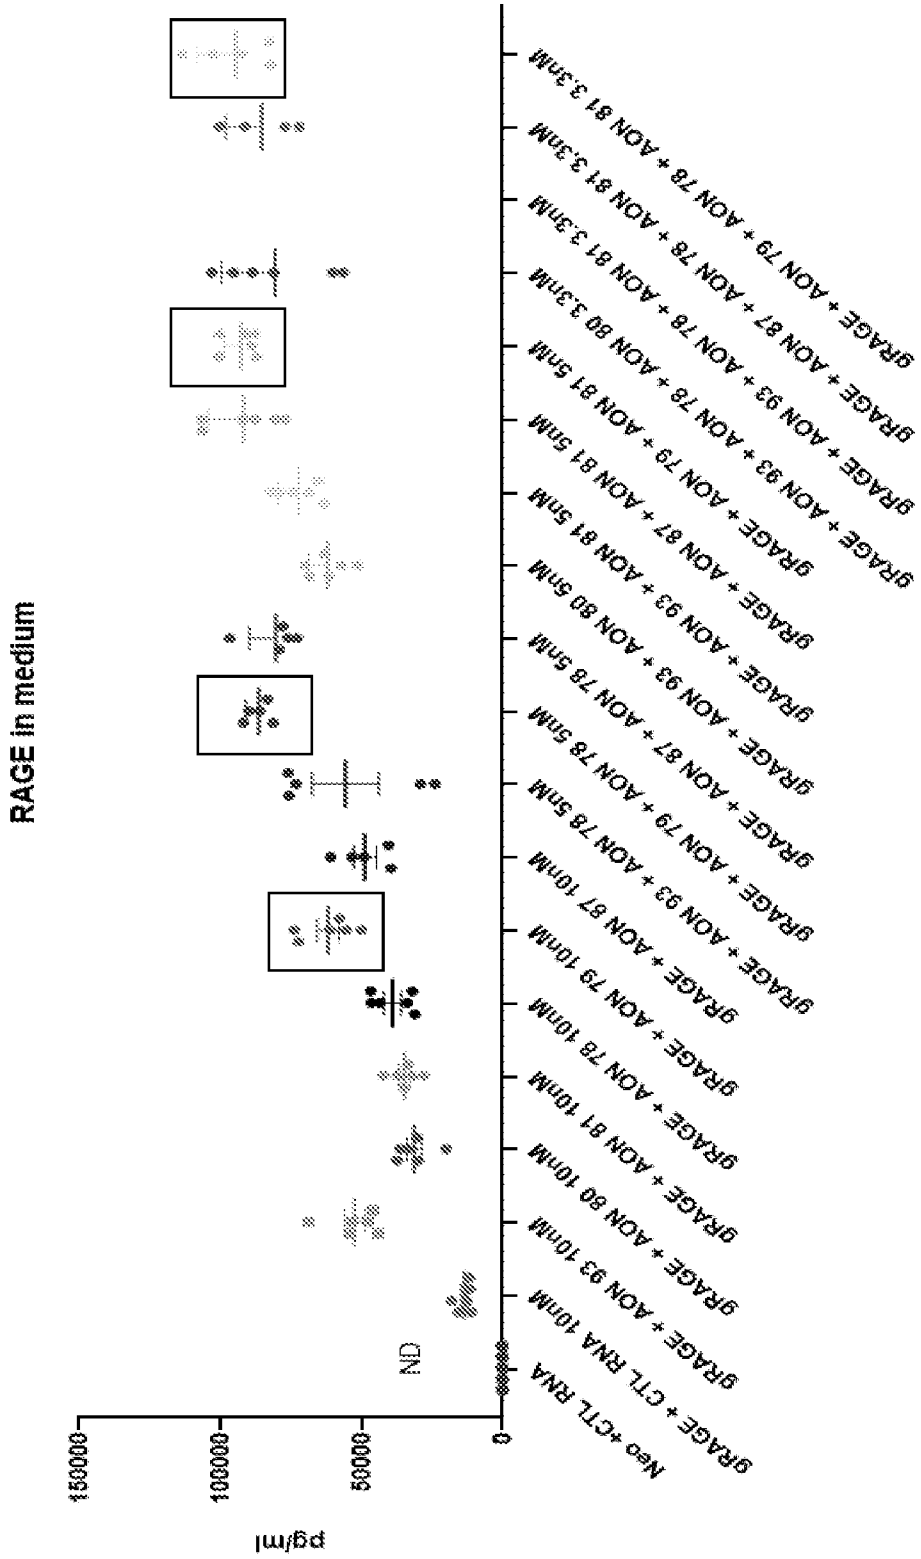 RAGE in medium
pg/ml
150000
100000
50000
0
ND
Neo +CTL RNA
gRAGE + CTL RNA 10nM
gRAGE + AON 93 10nM
gRAGE + AON 80 10nM
gRAGE + AON 81 10nM
gRAGE + AON 78 10nM
gRAGE + AON 79 10nM
gRAGE + AON 87 10nM
gRAGE + AON 93 + AON 78 5nM
gRAGE + AON 79 + AON 78 5nM
gRAGE + AON 87 + AON 78 5nM
gRAGE + AON 93 + AON 80 5nM
gRAGE + AON 93 + AON 81 5nM
gRAGE + AON 87 + AON 81 5nM
gRAGE + AON 79 + AON 81 5nM
gRAGE + AON 93 + AON 78 + AON 80 3.3nM
gRAGE + AON 93 + AON 78 + AON 81 3.3nM
gRAGE + AON 87 + AON 78 + AON 81 3.3nM
gRAGE + AON 79 + AON 78 + AON 81 3.3nM